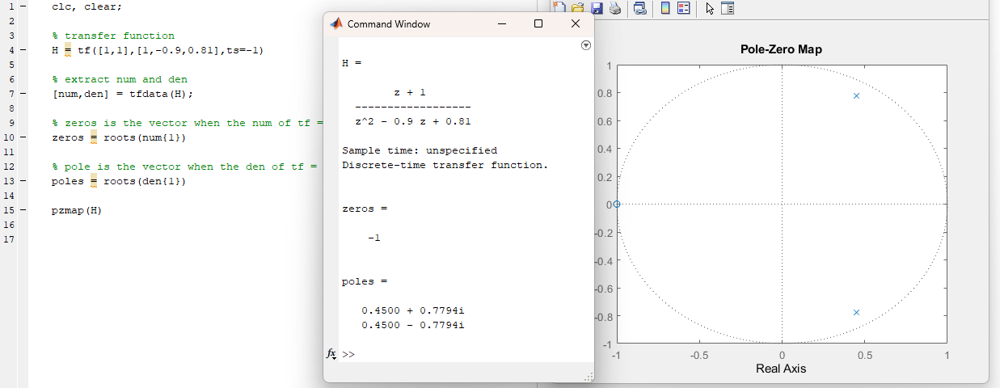 1 — clc, clear;
2
3 % transfer function
4 — H = tf([1,1],[1,-0.9,0.81],ts=-1)
5
6 % extract num and den
7 — [num,den] = tfdata(H);
8
9 % zeros is the vector when the num of tf =
10 — zeros = roots(num{1})
11
12 % pole is the vector when the den of tf =
13 — poles = roots(den{1})
14
15 — pzmap(H)
16
17
Command Window
H =
z + 1
------------------
z^2 - 0.9 z + 0.81
Sample time: unspecified
Discrete-time transfer function.
zeros =
-1
poles =
0.4500 + 0.7794i
0.4500 - 0.7794i
fx >>
Pole-Zero Map
1
0.8
0.6
0.4
0.2
0
-0.2
-0.4
-0.6
-0.8
-1
-1 -0.5 0 0.5 1
Real Axis